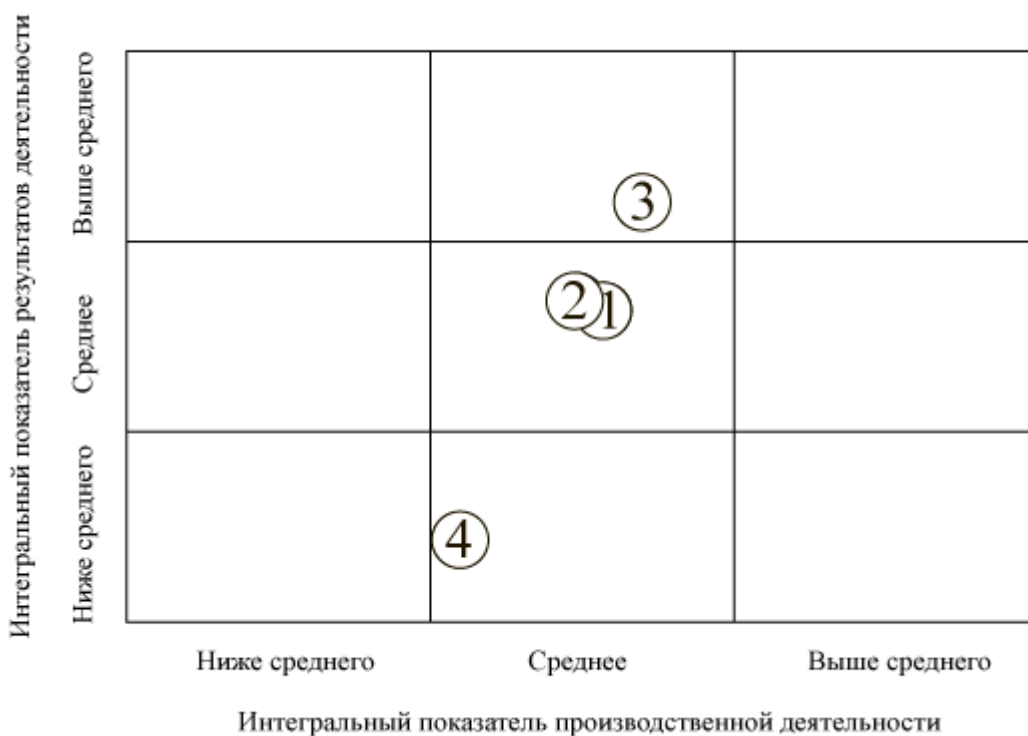 Интегральный показатель результатов деятельности
Выше среднего
Среднее
Ниже среднего
3
2
1
4
Ниже среднего
Среднее
Выше среднего
Интегральный показатель производственной деятельности